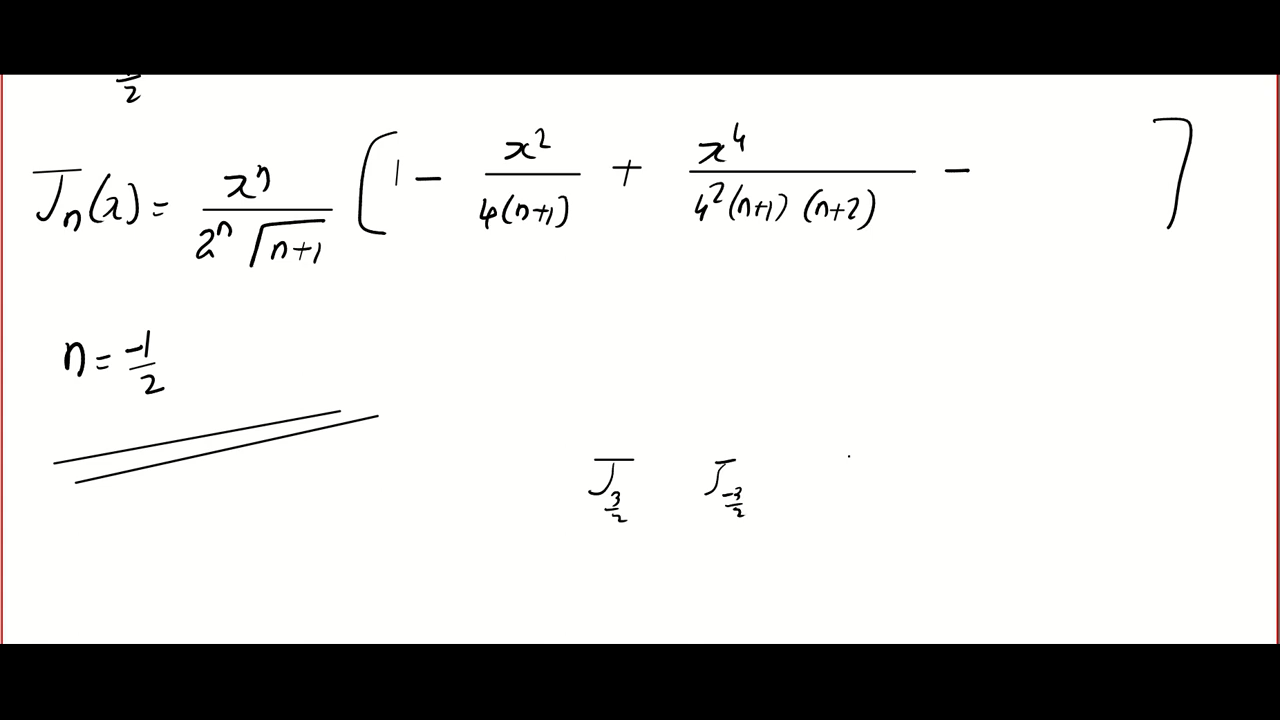 /2
J_n(x) = x^n / (2^n Γ(n+1)) [ 1 - x^2 / (4(n+1)) + x^4 / (4^2(n+1)(n+2)) - ]
n = -1/2
J_{3/2} J_{-3/2}